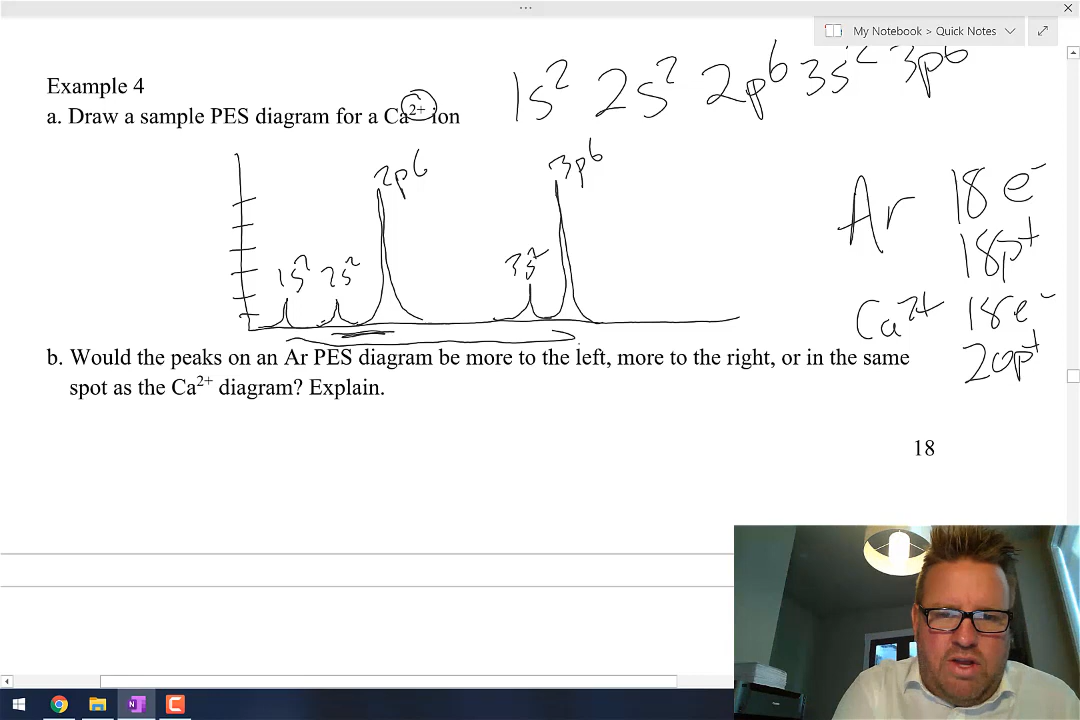 My Notebook > Quick Notes
1s² 2s² 2p⁶ 3s² 3p⁶
Example 4
a. Draw a sample PES diagram for a Ca²⁺ ion
2p⁶
3p⁶
1s²
2s²
3s²
Ar 18e⁻
18p⁺
Ca²⁺ 18e⁻
20p⁺
b. Would the peaks on an Ar PES diagram be more to the left, more to the right, or in the same
spot as the Ca²⁺ diagram? Explain.
18